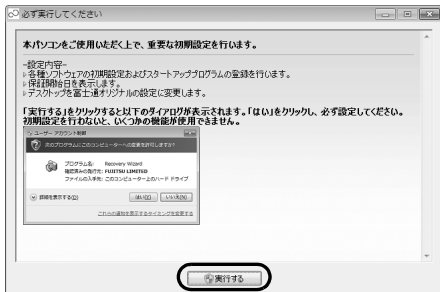 必ず実行してください
本パソコンをご使用いただく上で、重要な初期設定を行います。
-設定内容-
▷各種ソフトウェアの初期設定およびスタートアッププログラムの登録を行います。
▷保証開始日を表示します。
▷デスクトップを富士通オリジナルの設定に変更します。
「実行する」をクリックすると以下のダイアログが表示されます。「はい」をクリックし、必ず設定してください。
初期設定を行わないと、いくつかの機能が使用できません。
ユーザー アカウント制御
次のプログラムにこのコンピューターへの変更を許可しますか?
プログラム名: Recovery Wizard
確認済みの発行元: FUJITSU LIMITED
ファイルの入手先: このコンピューター上のハード ドライブ
詳細を表示する(D) はい(Y) いいえ(N)
これらの通知を表示するタイミングを変更する
実行する